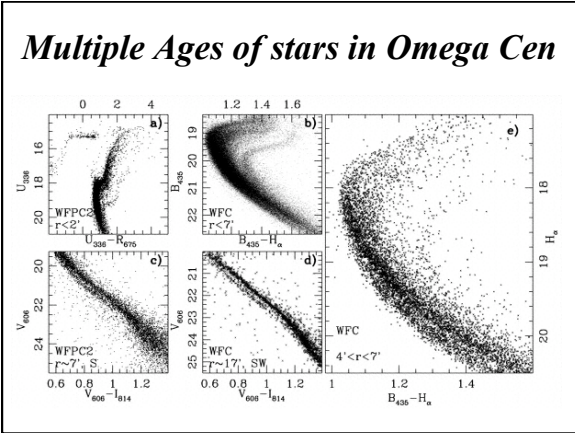 Multiple Ages of stars in Omega Cen
0 2 4
a)
16
18
20
U₃₃₆
WFPC2
r<2'
U₃₃₆−R₆₇₅
1.2 1.4 1.6
b)
19
20
21
22
B₄₃₅
WFC
r<7'
B₄₃₅−Hα
c)
20
22
24
V₆₀₆
WFPC2
r~7', S
0.6 0.8 1 1.2
V₆₀₆−I₈₁₄
d)
20
21
22
23
24
25
V₆₀₆
WFC
r~17', SW
0.6 0.8 1 1.2
V₆₀₆−I₈₁₄
e)
18
19
20
Hα
WFC
4'<r<7'
1 1.2 1.4
B₄₃₅−Hα